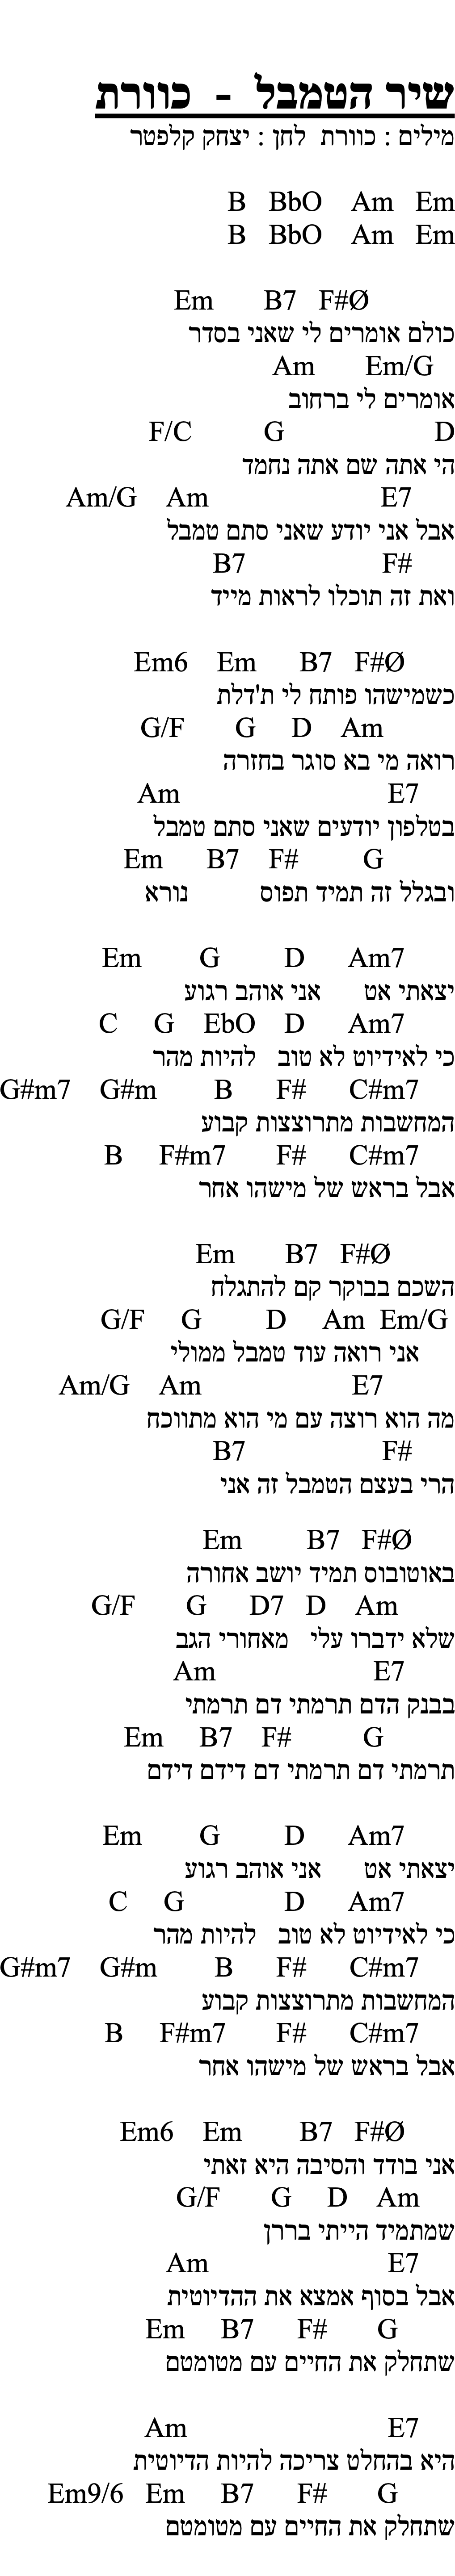 שיר הטמבל - כוורת
מילים : כוורת לחן : יצחק קלפטר
B BbO Am Em
B BbO Am Em
Em B7 F#Ø
כולם אומרים לי שאני בסדר
Am Em/G
אומרים לי ברחוב
F/C G D
הי אתה שם אתה נחמד
Am/G Am E7
אבל אני יודע שאני סתם טמבל
B7 F#
ואת זה תוכלו לראות מייד
Em6 Em B7 F#Ø
כשמישהו פותח לי ת'דלת
G/F G D Am
רואה מי בא סוגר בחזרה
Am E7
בטלפון יודעים שאני סתם טמבל
Em B7 F# G
ובגלל זה תמיד תפוס נורא
Em G D Am7
יצאתי אט אני אוהב רגוע
C G EbO D Am7
כי לאידיוט לא טוב להיות מהר
G#m7 G#m B F# C#m7
המחשבות מתרוצצות קבוע
B F#m7 F# C#m7
אבל בראש של מישהו אחר
Em B7 F#Ø
השכם בבוקר קם להתגלח
G/F G D Am Em/G
אני רואה עוד טמבל ממולי
Am/G Am E7
מה הוא רוצה עם מי הוא מתווכח
B7 F#
הרי בעצם הטמבל זה אני
Em B7 F#Ø
באוטובוס תמיד יושב אחורה
G/F G D7 D Am
שלא ידברו עלי מאחורי הגב
Am E7
בבנק הדם תרמתי דם תרמתי
Em B7 F# G
תרמתי דם תרמתי דם דידם דידם
Em G D Am7
יצאתי אט אני אוהב רגוע
C G D Am7
כי לאידיוט לא טוב להיות מהר
G#m7 G#m B F# C#m7
המחשבות מתרוצצות קבוע
B F#m7 F# C#m7
אבל בראש של מישהו אחר
Em6 Em B7 F#Ø
אני בודד והסיבה היא זאתי
G/F G D Am
שמתמיד הייתי בררן
Am E7
אבל בסוף אמצא את ההדיוטית
Em B7 F# G
שתחלק את החיים עם מטומטם
Am E7
היא בהחלט צריכה להיות הדיוטית
Em9/6 Em B7 F# G
שתחלק את החיים עם מטומטם